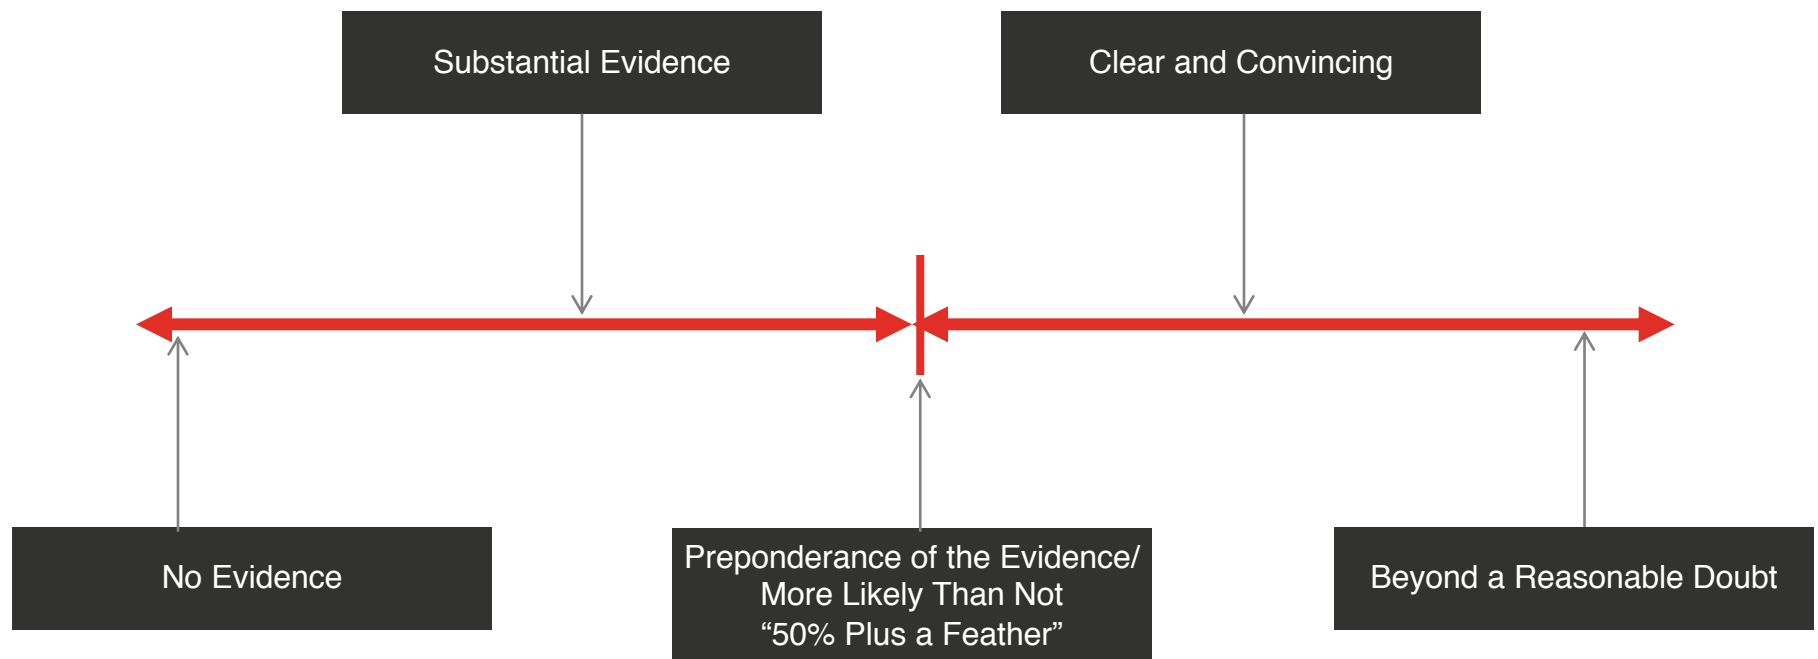 Substantial Evidence
Clear and Convincing
No Evidence
Preponderance of the Evidence/
More Likely Than Not
“50% Plus a Feather”
Beyond a Reasonable Doubt